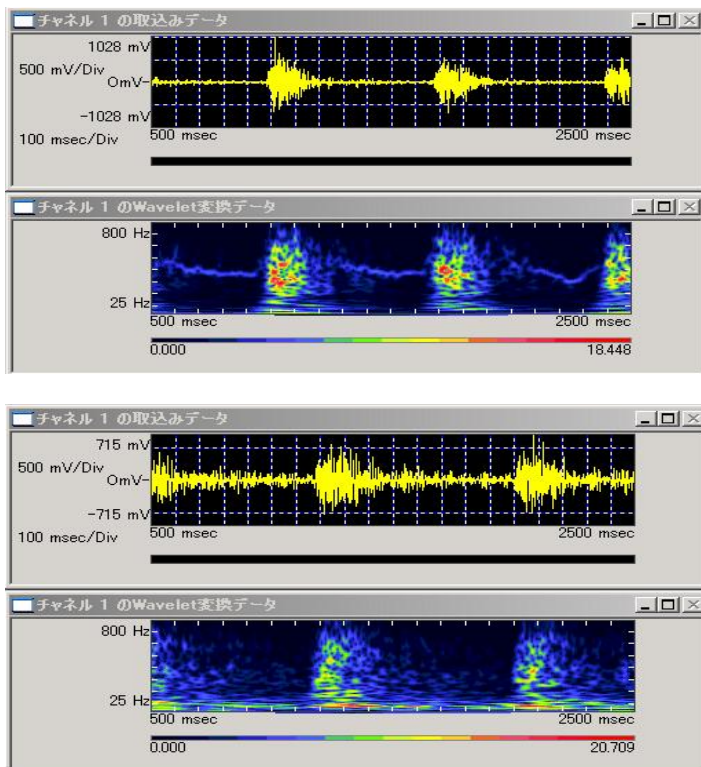 チャネル 1 の取込みデータ
1028 mV
500 mV/Div
0mV-
-1028 mV
100 msec/Div
500 msec
2500 msec
チャネル 1 のWavelet変換データ
800 Hz
25 Hz
500 msec
2500 msec
0.000
18.448
チャネル 1 の取込みデータ
715 mV
500 mV/Div
0mV-
-715 mV
100 msec/Div
500 msec
2500 msec
チャネル 1 のWavelet変換データ
800 Hz
25 Hz
500 msec
2500 msec
0.000
20.709